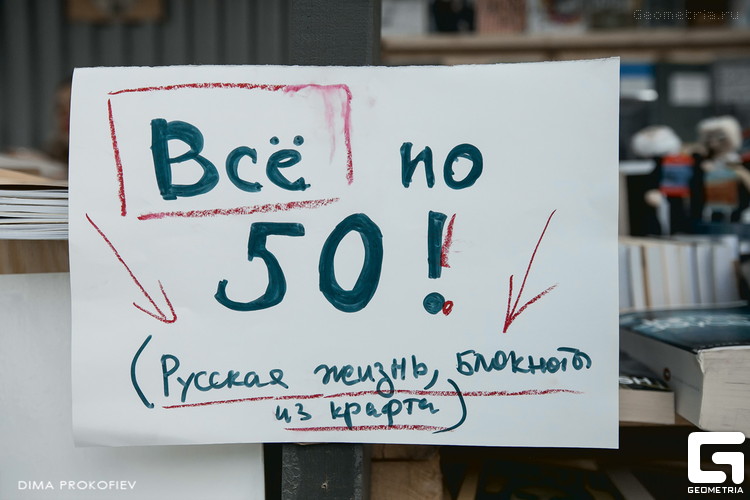 Geometria.ru
Всё по
50!
(Русская жизнь, блокноты
из крафта)
DIMA PROKOFIEV
GEOMETRIA